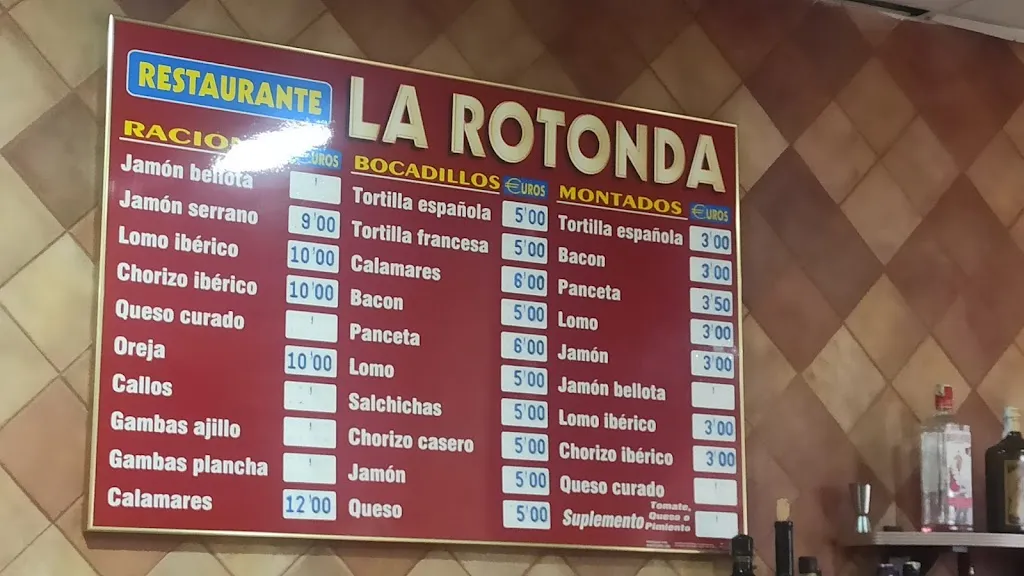 RESTAURANTE
LA ROTONDA
€UROS
Jamón bellota
Jamón serrano 9'00
Lomo ibérico 10'00
Chorizo ibérico 10'00
Queso curado
Oreja 10'00
Callos
Gambas ajillo
Gambas plancha
Calamares 12'00
BOCADILLOS €UROS
Tortilla española 5'00
Tortilla francesa 5'00
Calamares 6'00
Bacon 5'00
Panceta 6'00
Lomo 5'00
Salchichas 5'00
Chorizo casero 5'00
Jamón 5'00
Queso 5'00
MONTADOS €UROS
Tortilla española 3'00
Bacon 3'00
Panceta 3'50
Lomo 3'00
Jamón 3'00
Jamón bellota
Lomo ibérico 3'00
Chorizo ibérico 3'00
Queso curado
Suplemento Tomate, Queso o Pimiento